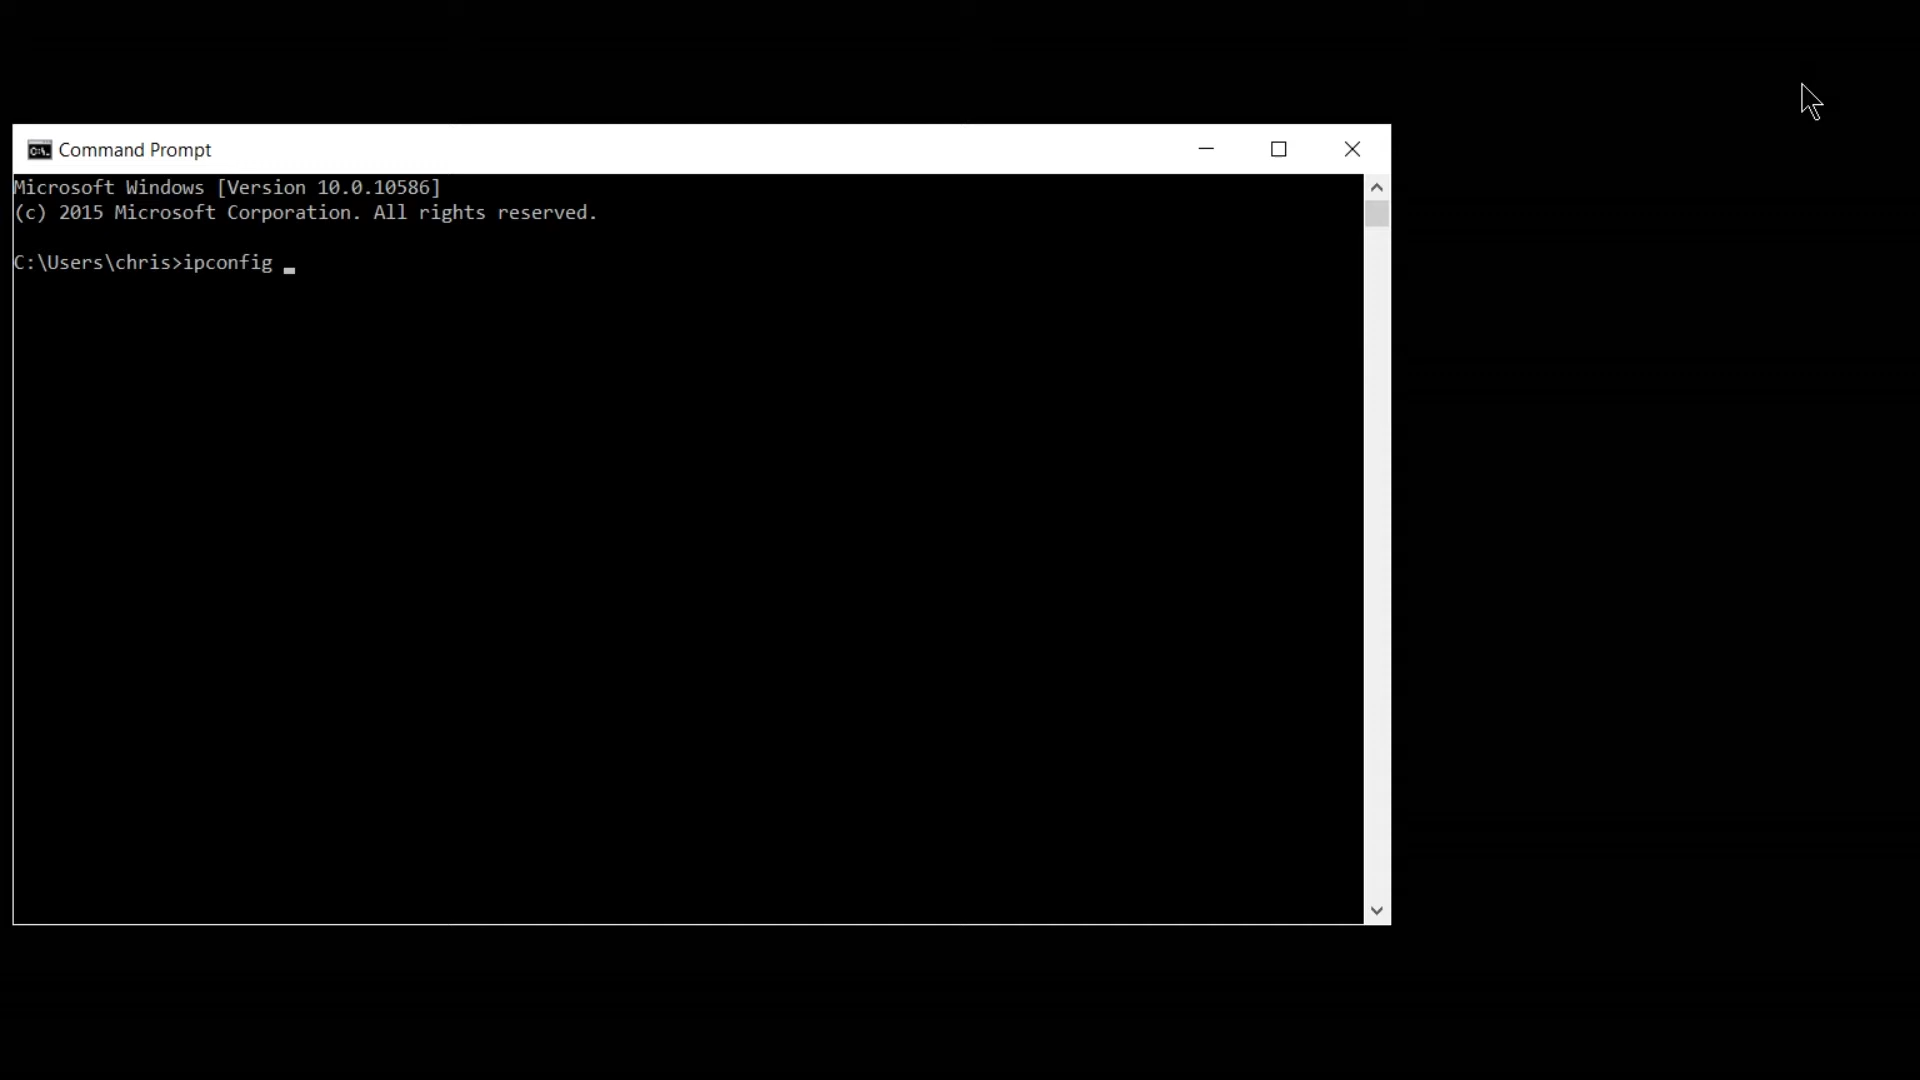 Command Prompt
Microsoft Windows [Version 10.0.10586]
(c) 2015 Microsoft Corporation. All rights reserved.
C:\Users\chris>ipconfig